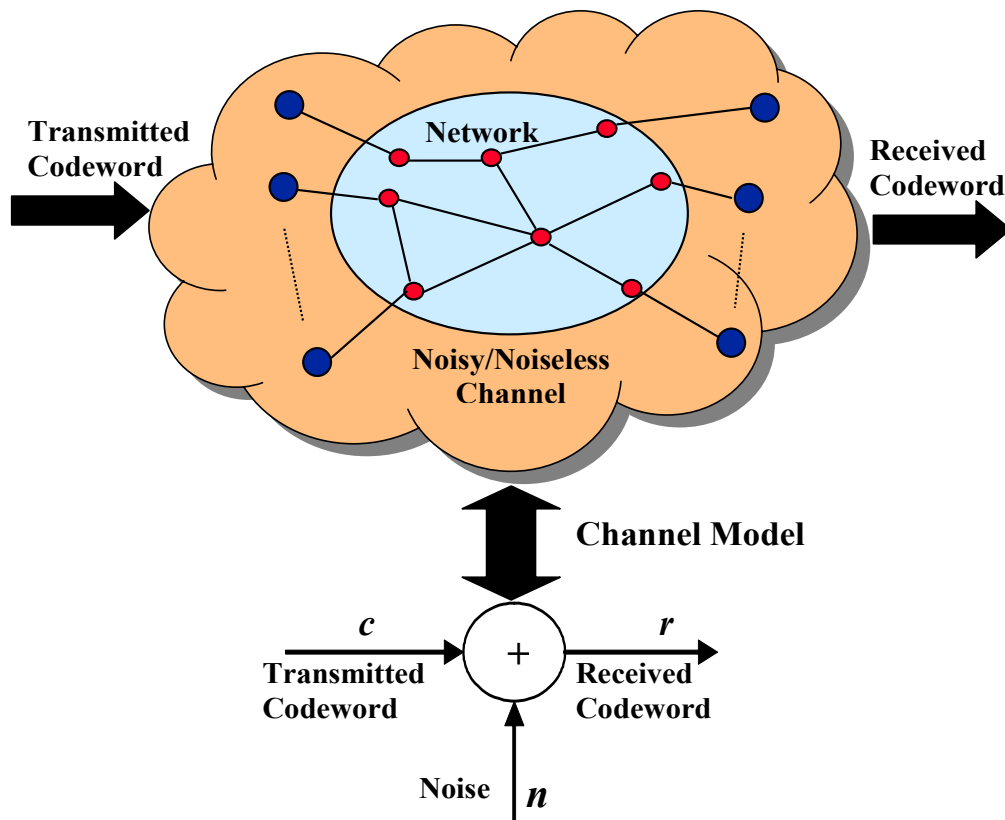 Transmitted
Codeword
Network
Received
Codeword
Noisy/Noiseless
Channel
Channel Model
c
Transmitted
Codeword
+
r
Received
Codeword
Noise
n